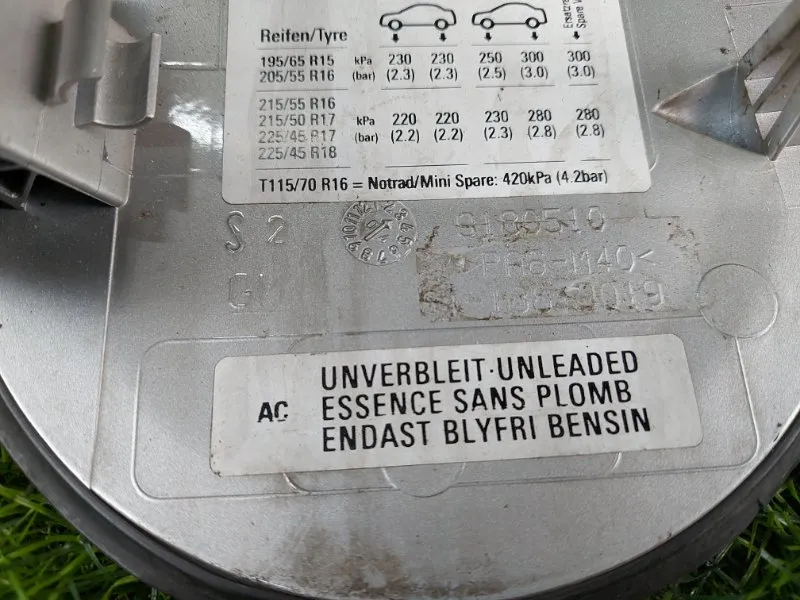 Reifen/Tyre
195/65 R15 kPa 230 230 250 300 300
205/55 R16 (bar) (2.3) (2.3) (2.5) (3.0) (3.0)
215/55 R16
215/50 R17 kPa 220 220 230 280 280
225/45 R17 (bar) (2.2) (2.2) (2.3) (2.8) (2.8)
225/45 R18
T115/70 R16 = Notrad/Mini Spare: 420kPa (4.2bar)
S 2
9180510
M40<
AC
UNVERBLEIT·UNLEADED
ESSENCE SANS PLOMB
ENDAST BLYFRI BENSIN